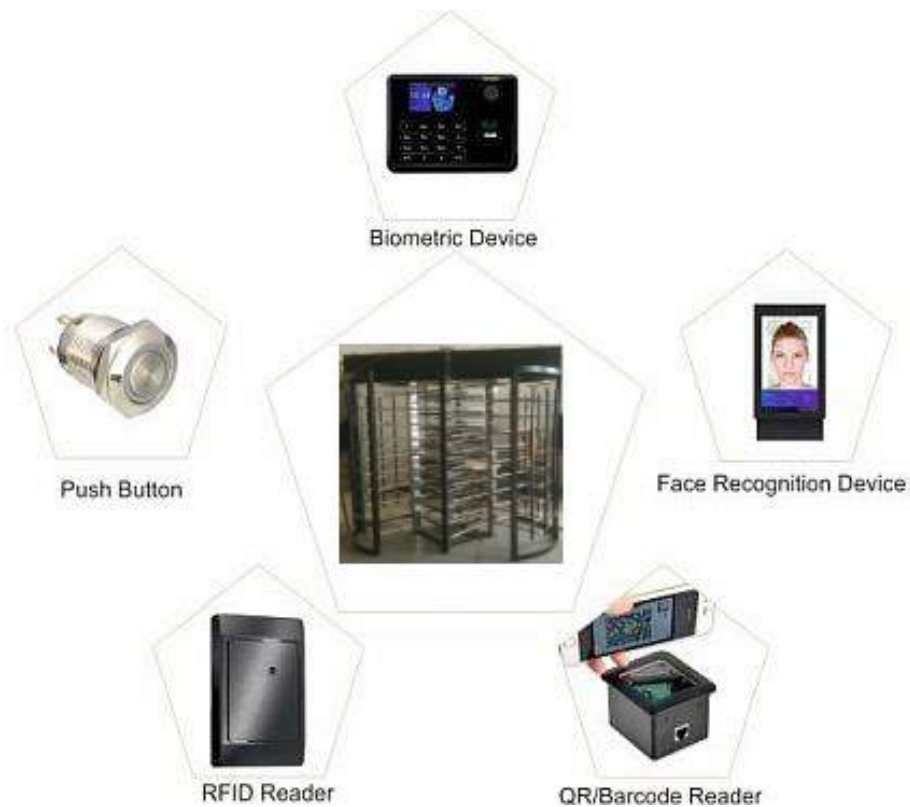 Biometric Device
Push Button
Face Recognition Device
RFID Reader
QR/Barcode Reader